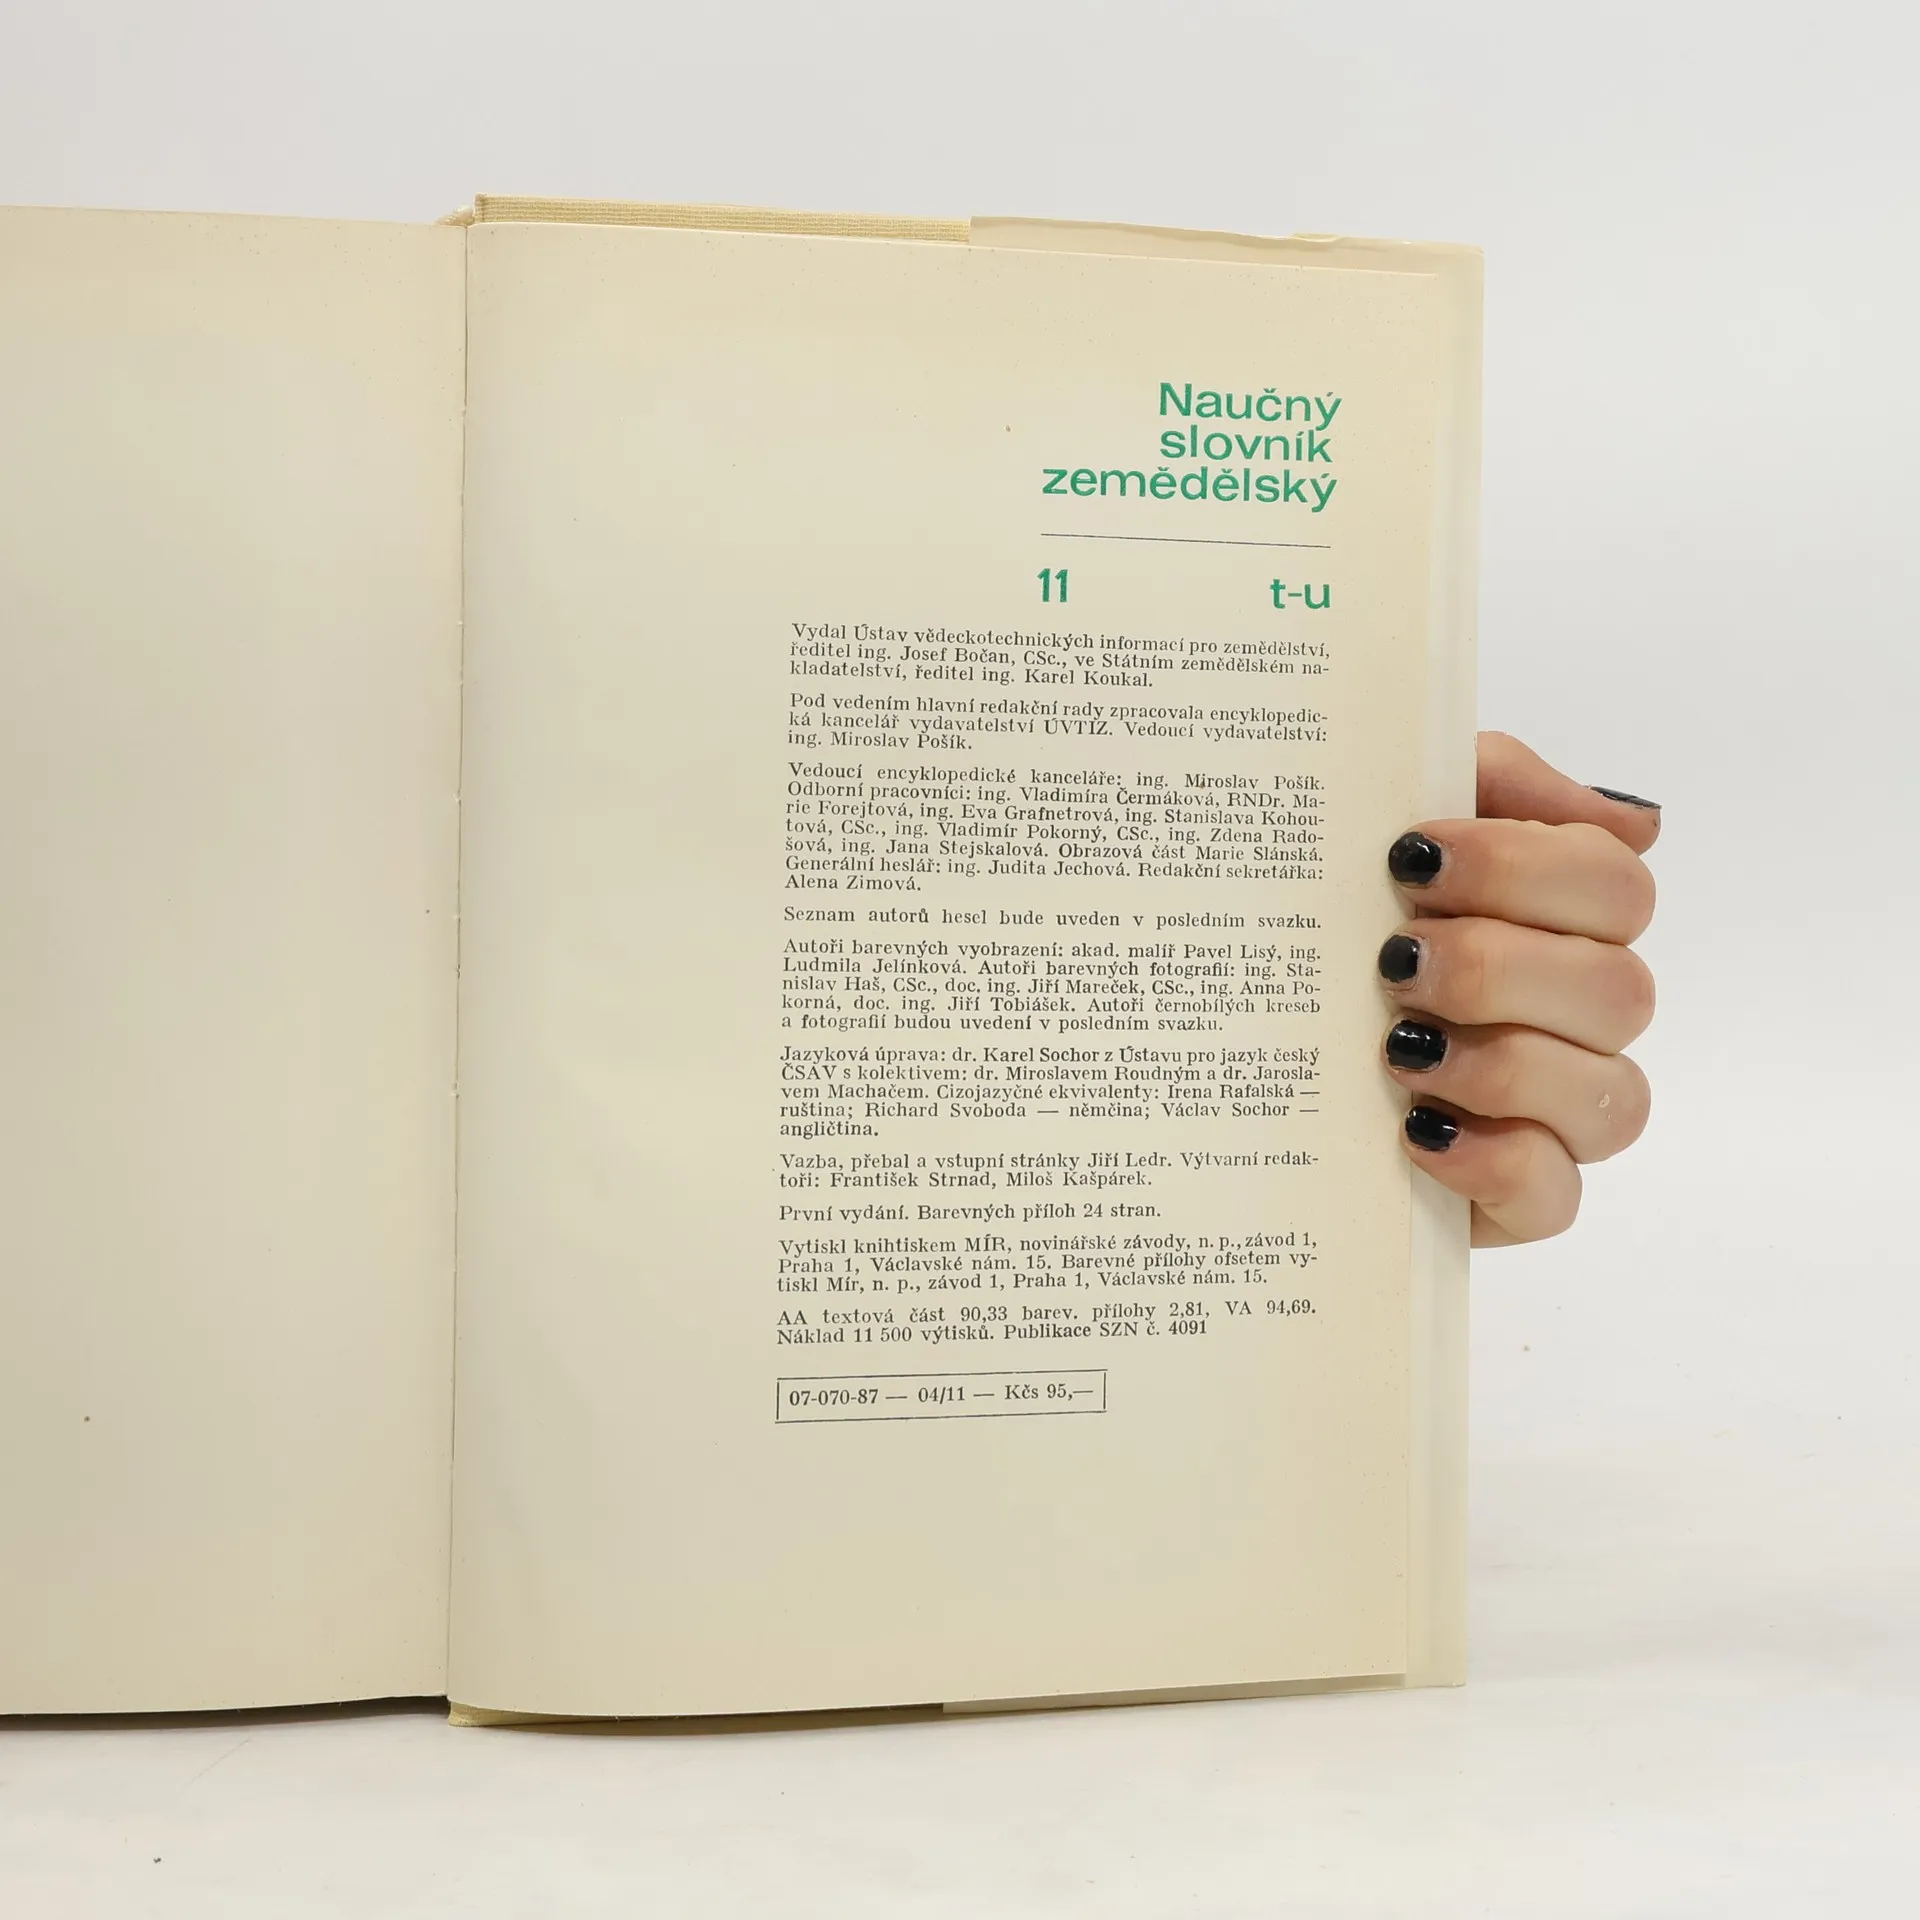 Naučný
slovník
zemědělský
11 t-u
Vydal Ústav vědeckotechnických informací pro zemědělství,
ředitel ing. Josef Bočan, CSc., ve Státním zemědělském na-
kladatelství, ředitel ing. Karel Koukal.
Pod vedením hlavní redakční rady zpracovala encyklopedic-
ká kancelář vydavatelství ÚVTIZ. Vedoucí vydavatelství:
ing. Miroslav Pošík.
Vedoucí encyklopedické kanceláře: ing. Miroslav Pošík.
Odborní pracovníci: ing. Vladimíra Čermáková, RNDr. Ma-
rie Forejtová, ing. Eva Grafnetrová, ing. Stanislava Kohou-
tová, CSc., ing. Vladimír Pokorný, CSc., ing. Zdena Rado-
šová, ing. Jana Stejskalová. Obrazová část Marie Slánská.
Generální heslář: ing. Judita Jechová. Redakční sekretářka:
Alena Zimová.
Seznam autorů hesel bude uveden v posledním svazku.
Autoři barevných vyobrazení: akad. malíř Pavel Lisý, ing.
Ludmila Jelínková. Autoři barevných fotografií: ing. Sta-
nislav Haš, CSc., doc. ing. Jiří Mareček, CSc., ing. Anna Po-
korná, doc. ing. Jiří Tobiášek. Autoři černobílých kreseb
a fotografií budou uvedení v posledním svazku.
Jazyková úprava: dr. Karel Sochor z Ústavu pro jazyk český
ČSAV s kolektivem: dr. Miroslavem Roudným a dr. Jarosla-
vem Machačem. Cizojazyčné ekvivalenty: Irena Rafalská —
ruština; Richard Svoboda — němčina; Václav Sochor —
angličtina.
Vazba, přebal a vstupní stránky Jiří Ledr. Výtvarní redak-
toři: František Strnad, Miloš Kašpárek.
První vydání. Barevných příloh 24 stran.
Vytiskl knihtiskem MÍR, novinářské závody, n. p., závod 1,
Praha 1, Václavské nám. 15. Barevné přílohy ofsetem vy-
tiskl Mír, n. p., závod 1, Praha 1, Václavské nám. 15.
AA textová část 90,33 barev. přílohy 2,81, VA 94,69.
Náklad 11 500 výtisků. Publikace SZN č. 4091
07-070-87 — 04/11 — Kčs 95,—